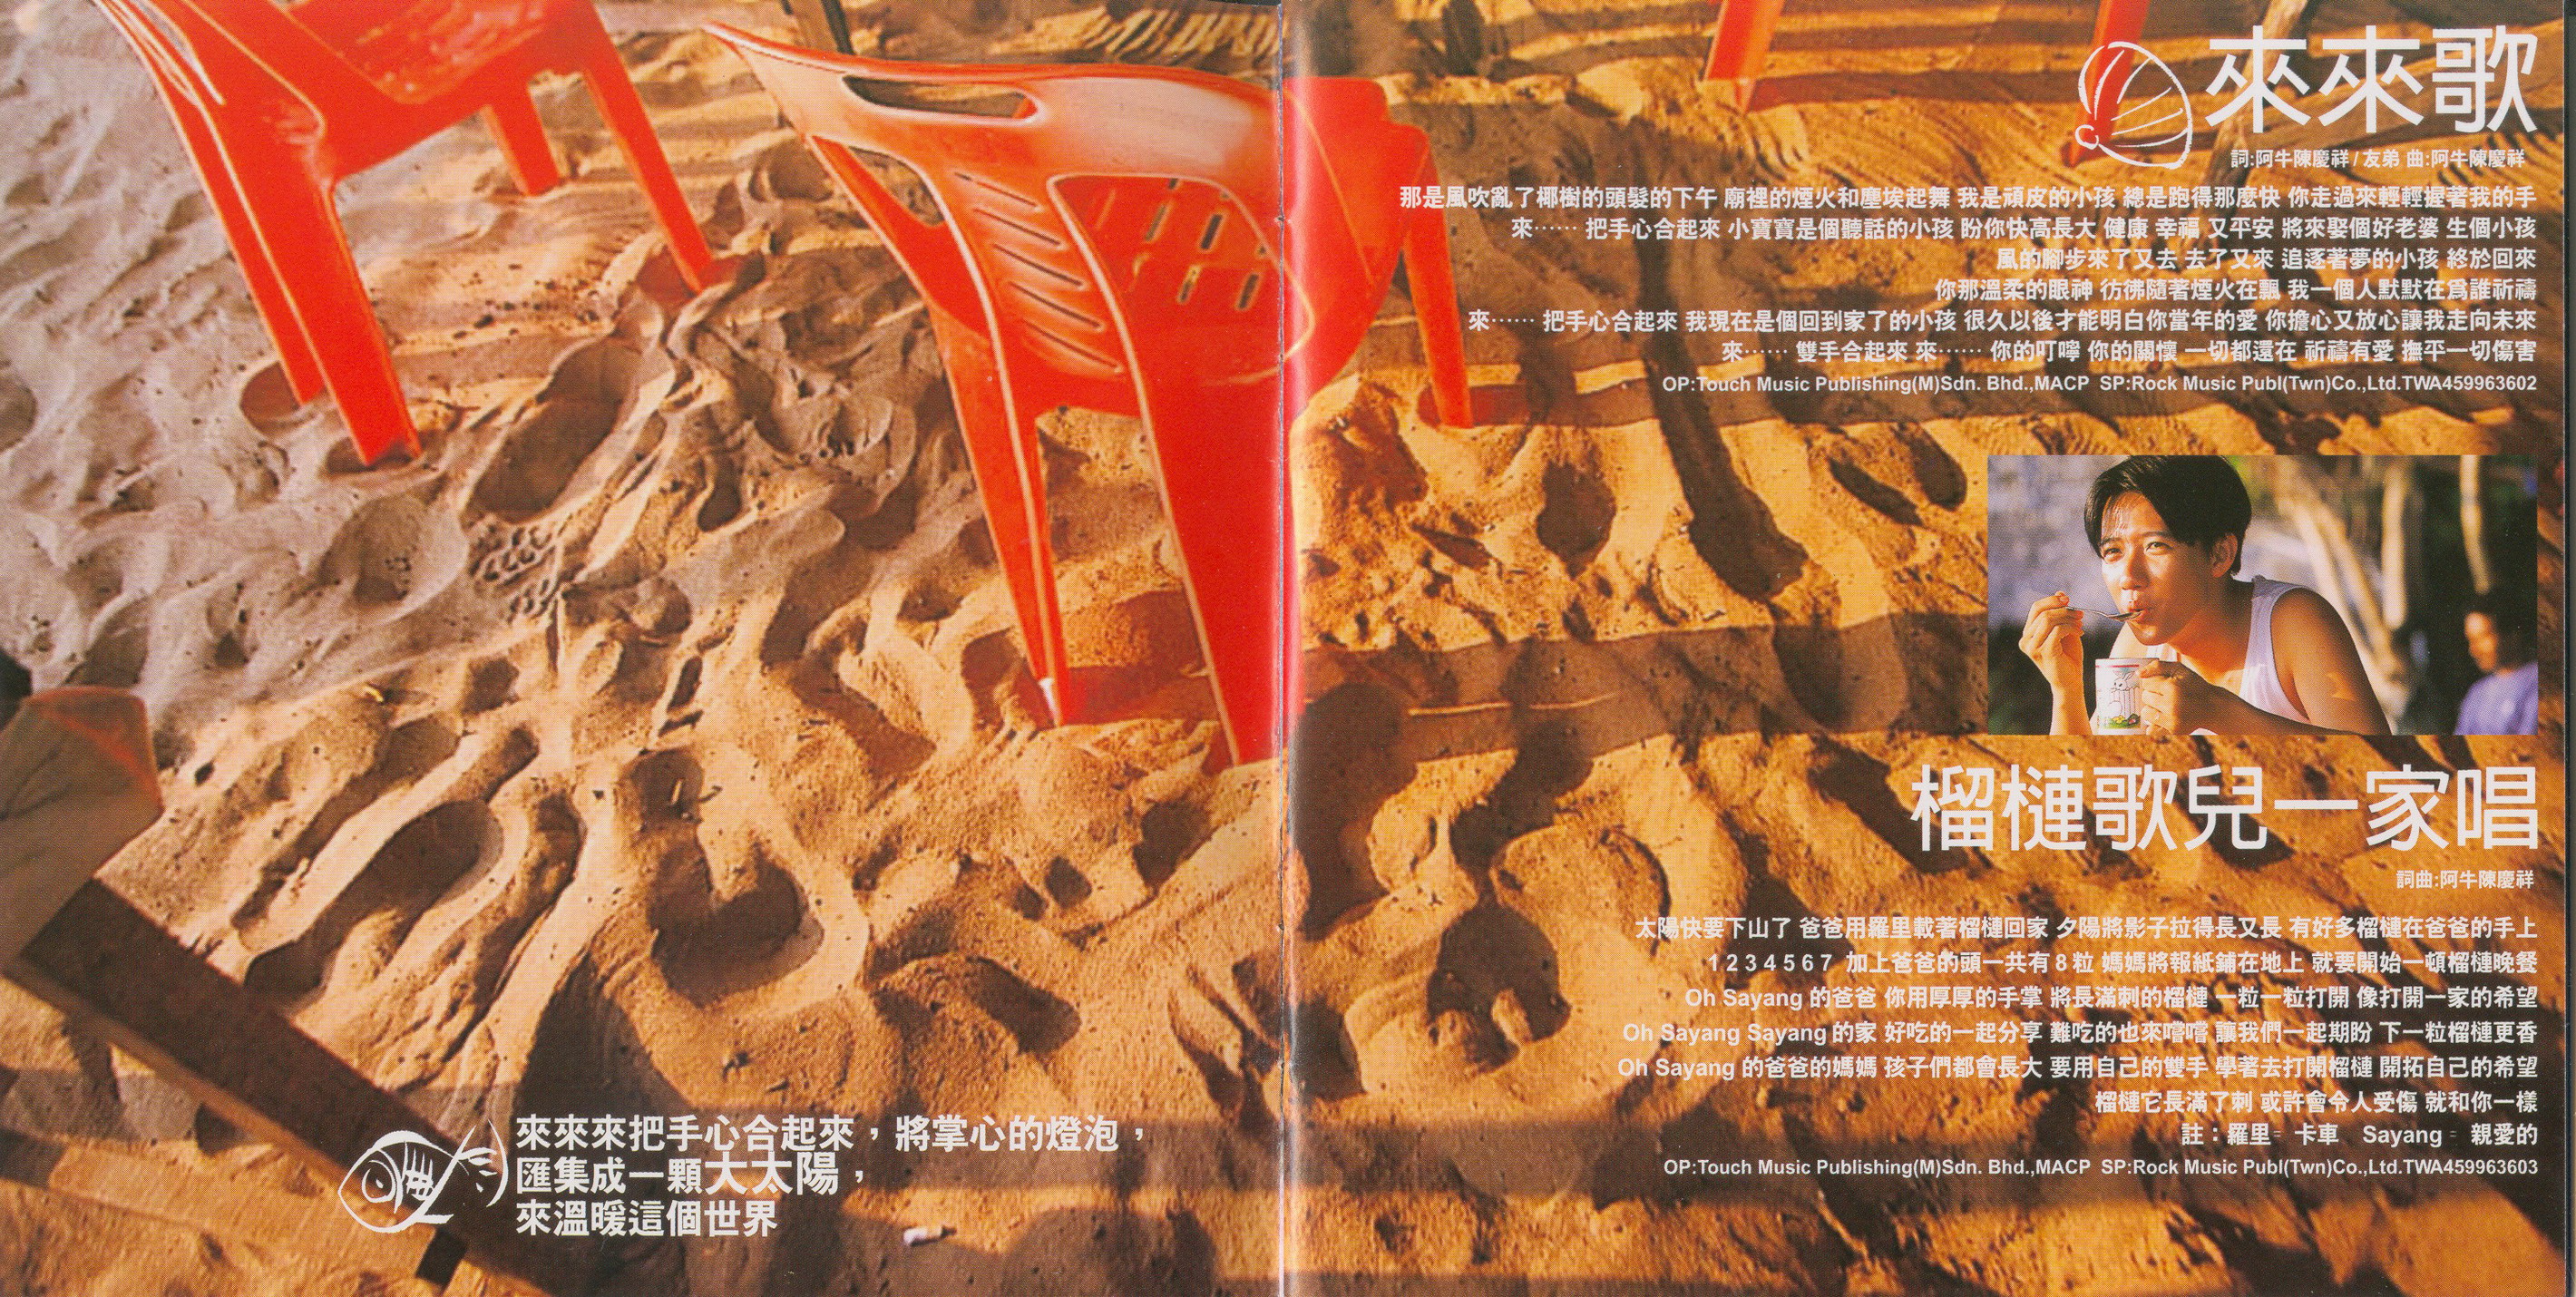 來來來把手心合起來，將掌心的燈泡，
匯集成一顆大太陽，
來溫暖這個世界
來來歌
詞:阿牛陳慶祥/友弟 曲:阿牛陳慶祥
那是風吹亂了椰樹的頭髮的下午 廟裡的煙火和塵埃起舞 我是頑皮的小孩 總是跑得那麼快 你走過來輕輕握著我的手
來⋯⋯ 把手心合起來 小寶寶是個聽話的小孩 盼你快高長大 健康 幸福 又平安 將來娶個好老婆 生個小孩
風的腳步來了又去 去了又來 追逐著夢的小孩 終於回來
你那溫柔的眼神 彷彿隨著煙火在飄 我一個人默默在為誰祈禱
來⋯⋯ 把手心合起來 我現在是個回到家了的小孩 很久以後才能明白你當年的愛 你擔心又放心讓我走向未來
來⋯⋯ 雙手合起來 來⋯⋯ 你的叮嚀 你的關懷 一切都還在 祈禱有愛 撫平一切傷害
OP:Touch Music Publishing(M)Sdn. Bhd.,MACP SP:Rock Music Publ(Twn)Co.,Ltd.TWA459963602
榴槤歌兒一家唱
詞曲:阿牛陳慶祥
太陽快要下山了 爸爸用羅里載著榴槤回家 夕陽將影子拉得長又長 有好多榴槤在爸爸的手上
1 2 3 4 5 6 7 加上爸爸的頭一共有 8 粒 媽媽將報紙鋪在地上 就要開始一頓榴槤晚餐
Oh Sayang 的爸爸 你用厚厚的手掌 將長滿刺的榴槤 一粒一粒打開 像打開一家的希望
Oh Sayang Sayang 的家 好吃的一起分享 難吃的也來嚐嚐 讓我們一起期盼 下一粒榴槤更香
Oh Sayang 的爸爸的媽媽 孩子們都會長大 要用自己的雙手 學著去打開榴槤 開拓自己的希望
榴槤它長滿了刺 或許會令人受傷 就和你一樣
註：羅里= 卡車 Sayang= 親愛的
OP:Touch Music Publishing(M)Sdn. Bhd.,MACP SP:Rock Music Publ(Twn)Co.,Ltd.TWA459963603